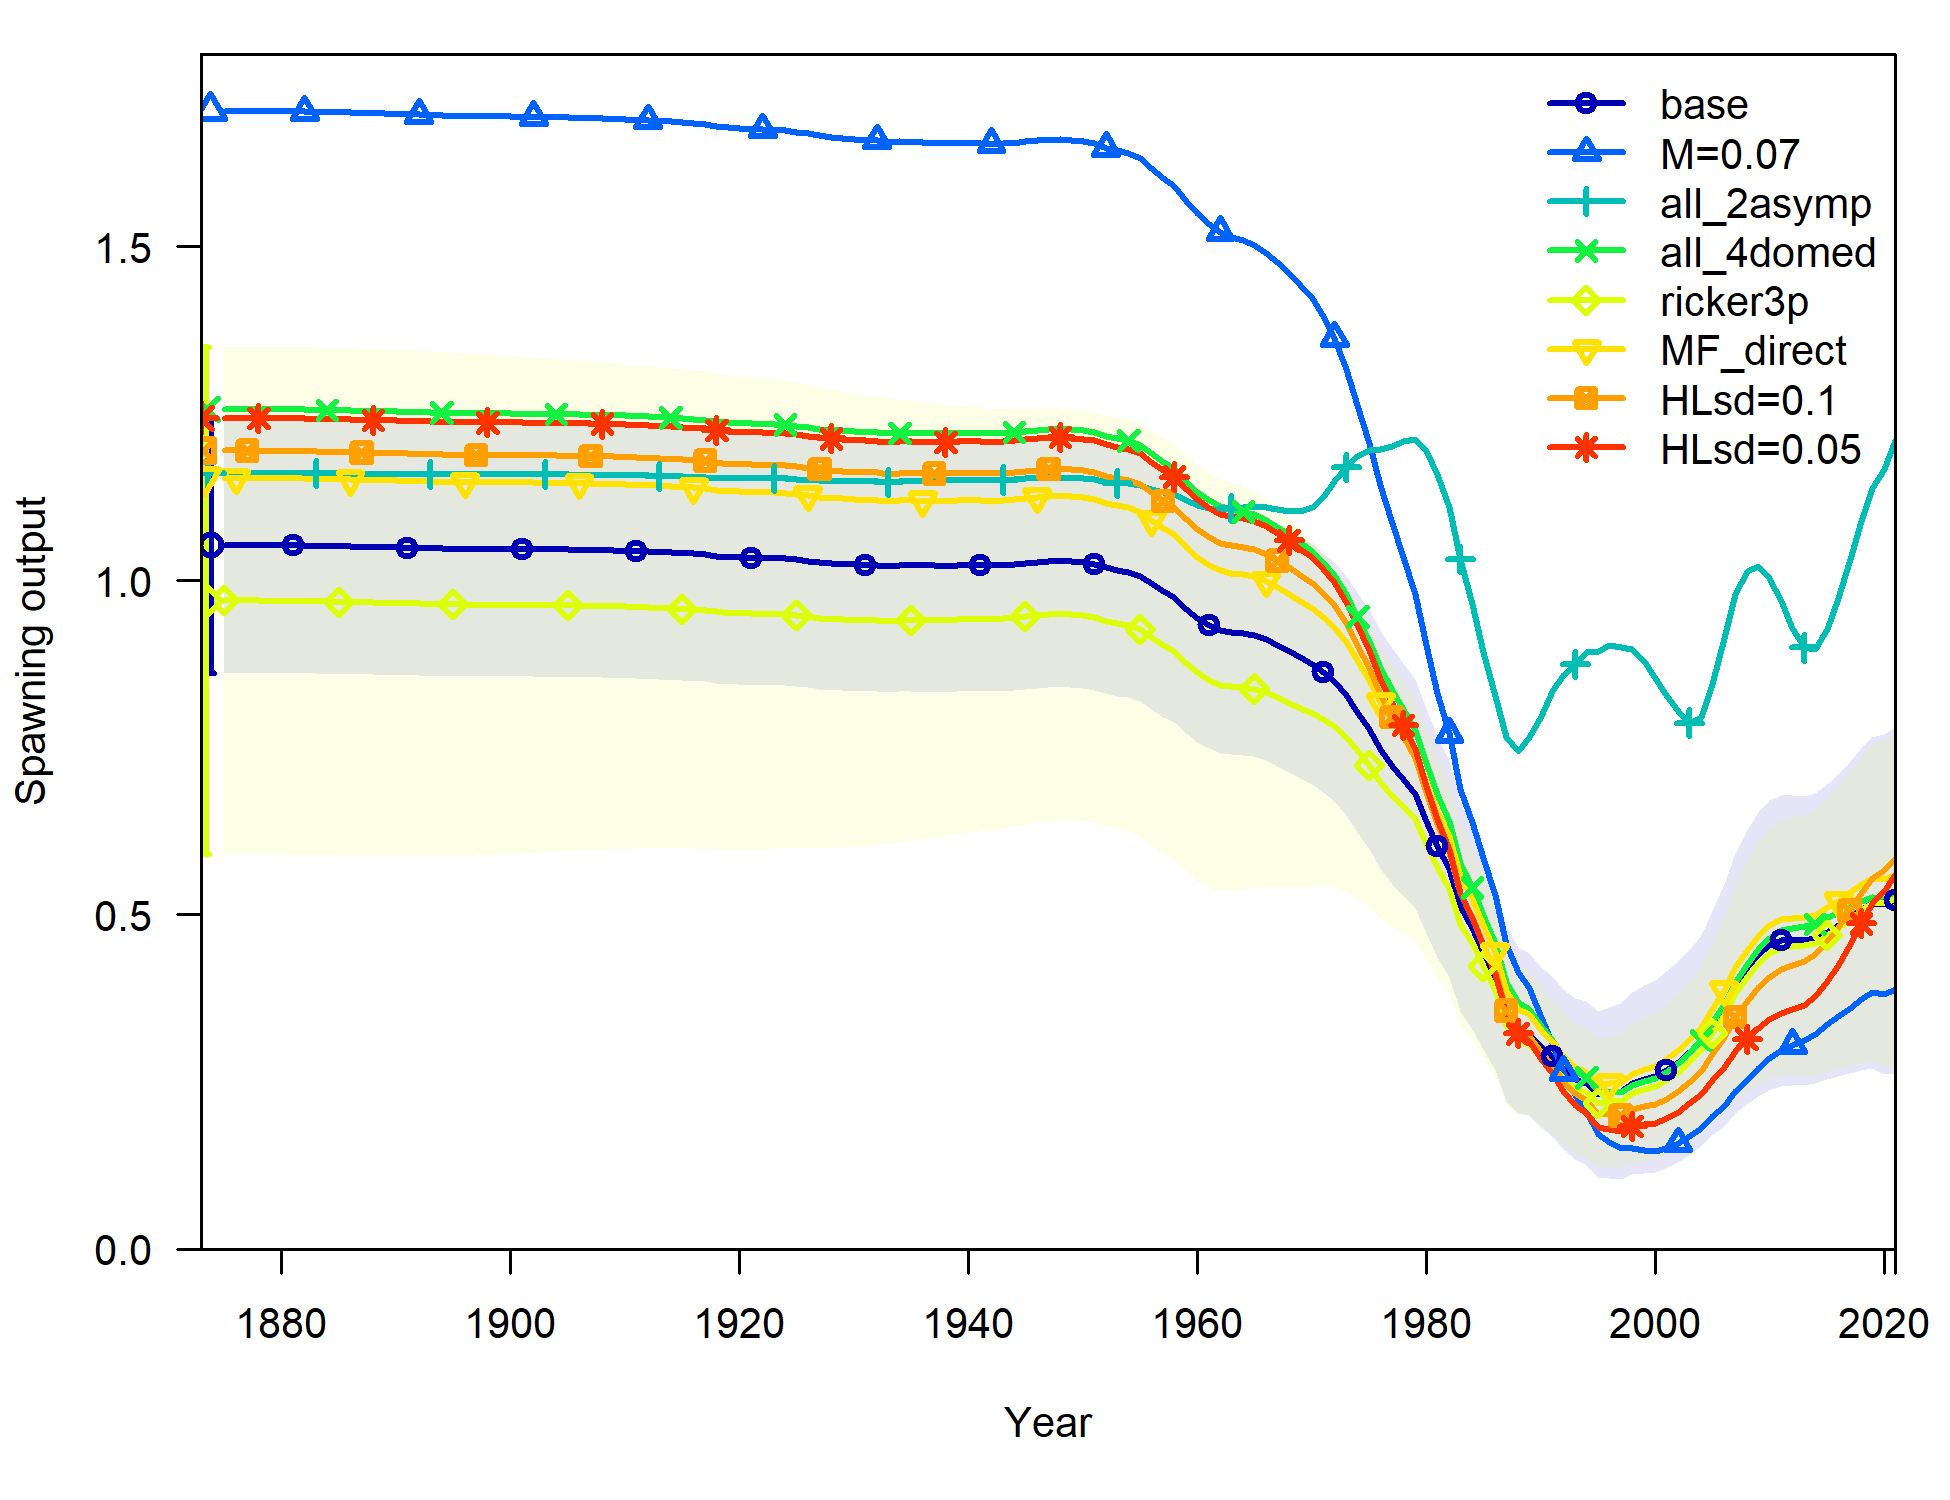 base
M=0.07
all_2asymp
all_4domed
ricker3p
MF_direct
HLsd=0.1
HLsd=0.05
Spawning output
1.5
1.0
0.5
0.0
1880 1900 1920 1940 1960 1980 2000 2020
Year